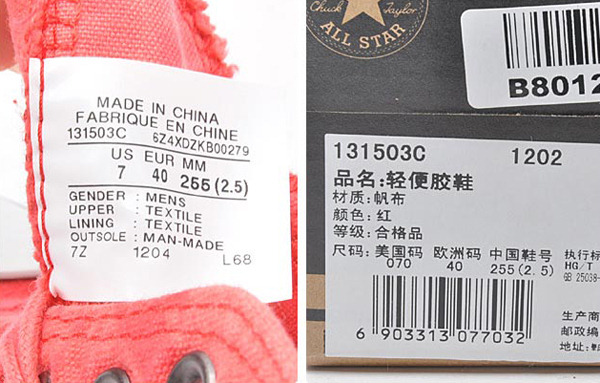 MADE IN CHINA
FABRIQUE EN CHINE
131503C 6Z4XDZKB00279
US EUR MM
7 40 255 (2.5)
GENDER : MENS
UPPER : TEXTILE
LINING : TEXTILE
OUTSOLE : MAN-MADE
7Z 1204 L68
Chuck Taylor
ALL STAR
B8012
131503C 1202
品名:轻便胶鞋
材质:帆布
颜色:红
等级:合格品
尺码: 美国码 欧洲码 中国鞋号 执行标
070 40 255 (2.5) HG/T
GB 25038-
6 903313 077032
生产商
邮政编
地址: